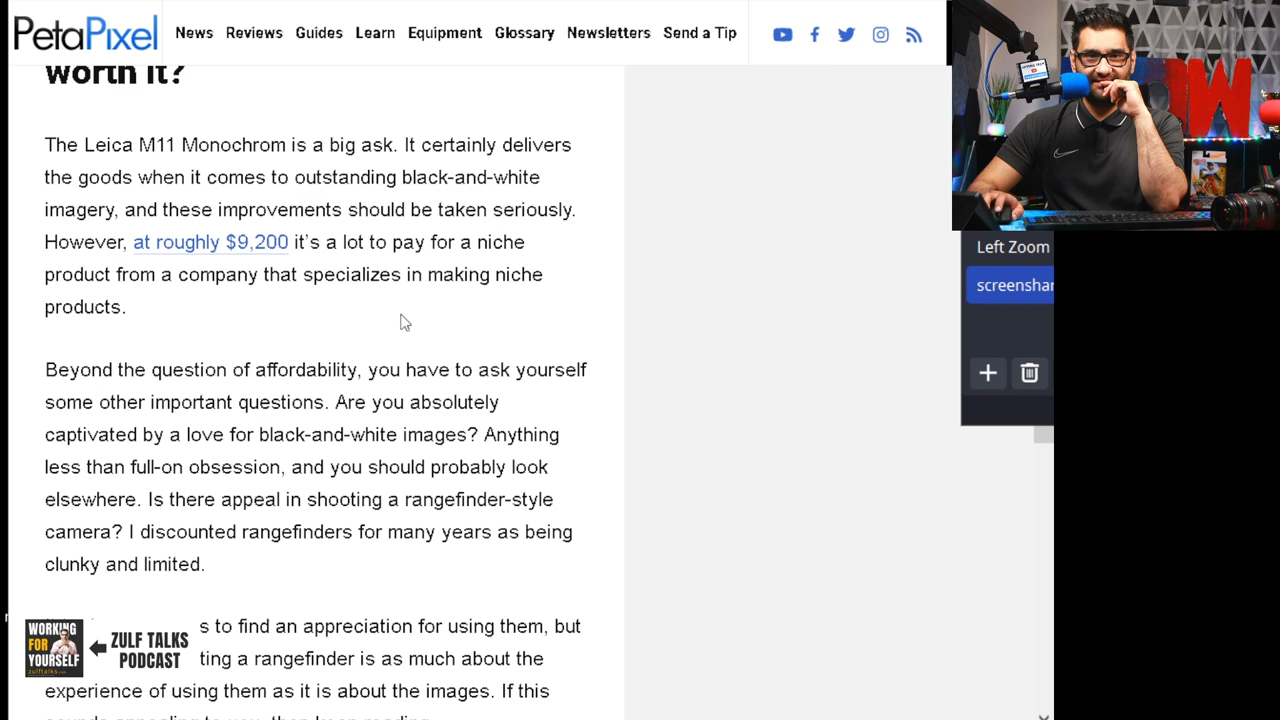 PetaPixel
News Reviews Guides Learn Equipment Glossary Newsletters Send a Tip
worth it?
The Leica M11 Monochrom is a big ask. It certainly delivers
the goods when it comes to outstanding black-and-white
imagery, and these improvements should be taken seriously.
However, at roughly $9,200 it's a lot to pay for a niche
product from a company that specializes in making niche
products.
Beyond the question of affordability, you have to ask yourself
some other important questions. Are you absolutely
captivated by a love for black-and-white images? Anything
less than full-on obsession, and you should probably look
elsewhere. Is there appeal in shooting a rangefinder-style
camera? I discounted rangefinders for many years as being
clunky and limited.
s to find an appreciation for using them, but
ting a rangefinder is as much about the
experience of using them as it is about the images. If this
WORKING
FOR
YOURSELF
zulftalks.com
ZULF TALKS
PODCAST
Left Zoom
screenshar
W